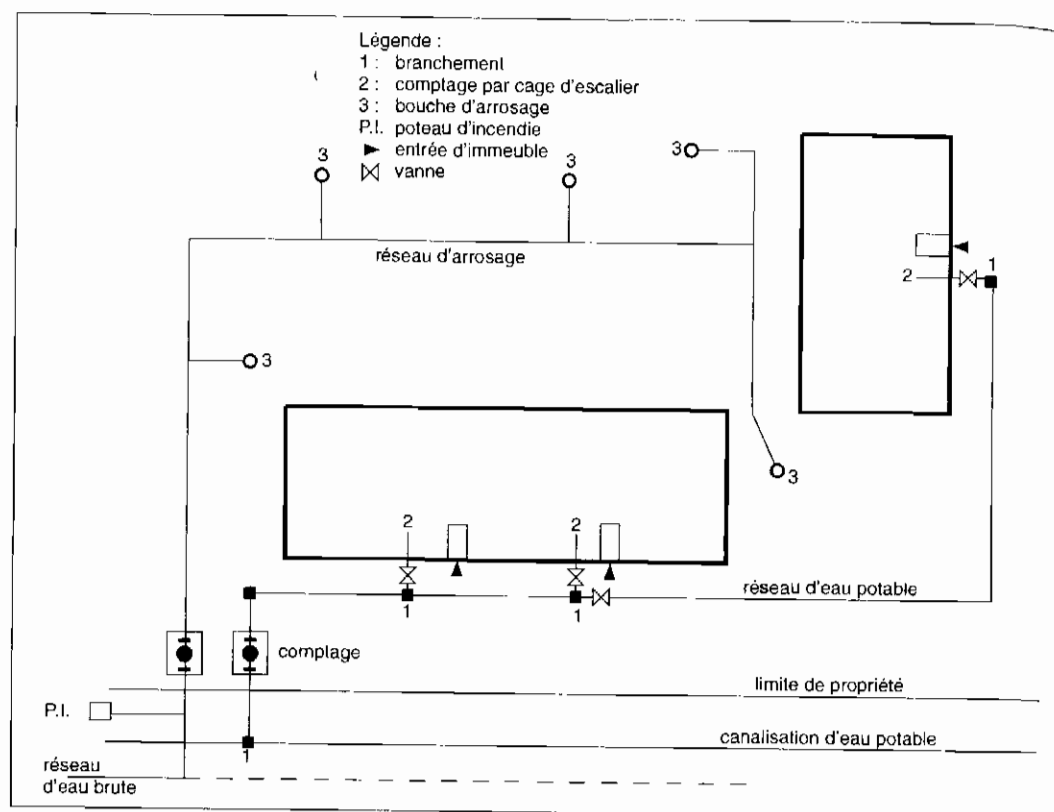 Légende :
1 : branchement
2 : comptage par cage d'escalier
3 : bouche d'arrosage
P.I. poteau d'incendie
entrée d'immeuble
vanne
3
3
3
réseau d'arrosage
2
1
3
3
2
2
réseau d'eau potable
1
1
complage
limite de propriété
P.I.
canalisation d'eau potable
1
réseau
d'eau brute